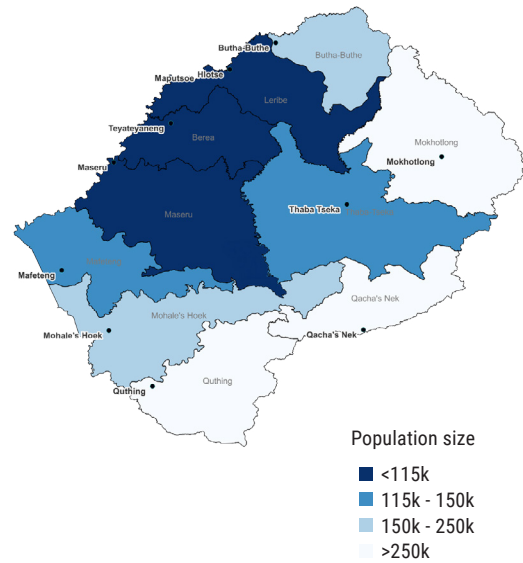 Butha-Buthe
Butha-Buthe
Maputsoe Hlotse
Leribe
Teyateyaneng
Berea
Mokhotlong
Mokhotlong
Maseru
Thaba Tseka
Maseru
Mafeteng
Qacha's Nek
Mohale's Hoek
Mohale's Hoek
Qacha's Nek
Quthing
Quthing
Population size
<115k
115k - 150k
150k - 250k
>250k